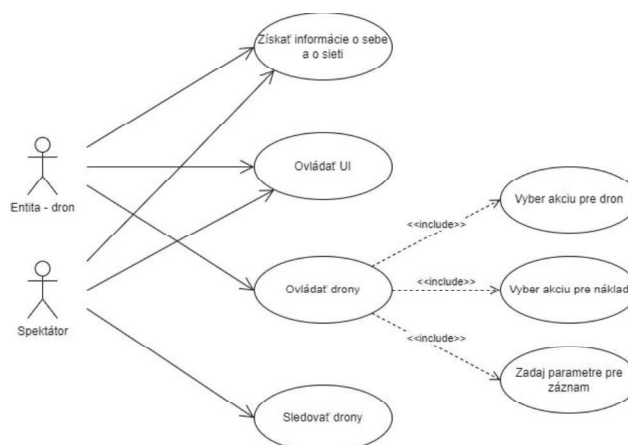 Získať informácie o sebe
a o sieti
Entita - dron
Ovládať UI
Spektátor
Ovládať drony
Sledovať drony
<<include>>
<<include>>
<<include>>
Vyber akciu pre dron
Vyber akciu pre náklad
Zadaj parametre pre
záznam